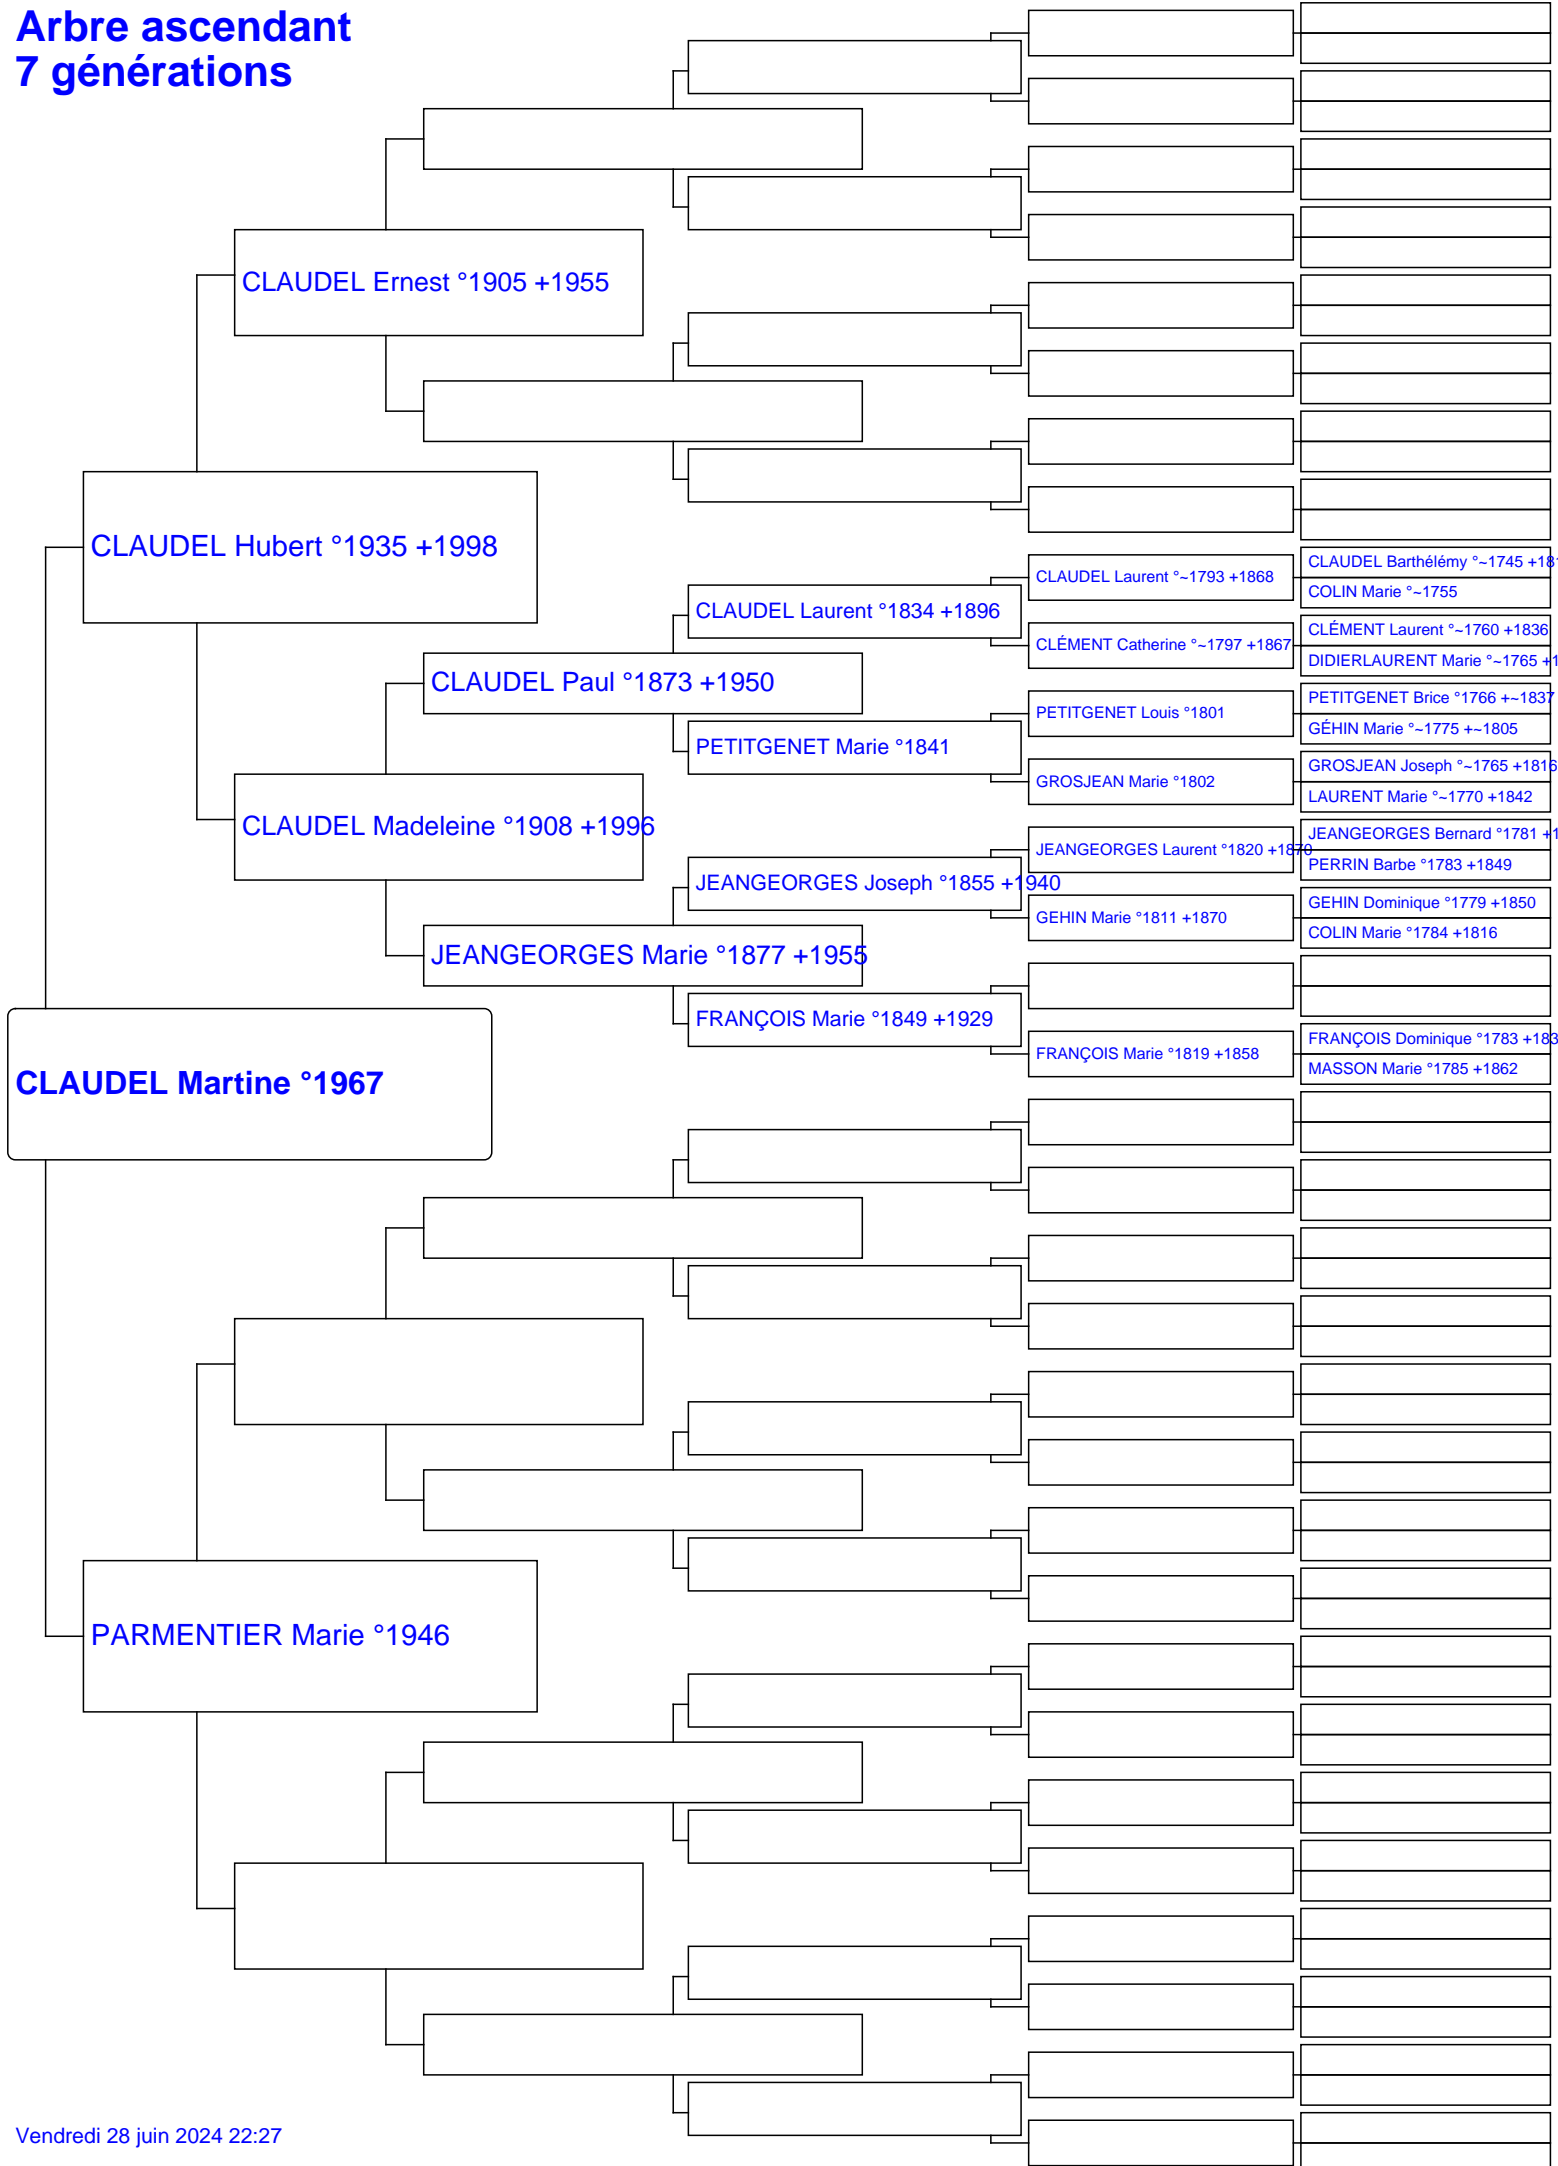 Arbre ascendant
7 générations
CLAUDEL Ernest °1905 +1955
CLAUDEL Hubert °1935 +1998
CLAUDEL Barthélémy °~1745 +18
CLAUDEL Laurent °~1793 +1868
COLIN Marie °~1755
CLAUDEL Laurent °1834 +1896
CLÉMENT Laurent °~1760 +1836
CLÉMENT Catherine °~1797 +1867
DIDIERLAURENT Marie °~1765 +1
CLAUDEL Paul °1873 +1950
PETITGENET Brice °1766 +~1837
PETITGENET Louis °1801
GÉHIN Marie °~1775 +~1805
PETITGENET Marie °1841
GROSJEAN Joseph °~1765 +1816
GROSJEAN Marie °1802
LAURENT Marie °~1770 +1842
CLAUDEL Madeleine °1908 +1996
JEANGEORGES Bernard °1781 +1
JEANGEORGES Laurent °1820 +1870
PERRIN Barbe °1783 +1849
JEANGEORGES Joseph °1855 +1940
GEHIN Dominique °1779 +1850
GEHIN Marie °1811 +1870
COLIN Marie °1784 +1816
JEANGEORGES Marie °1877 +1955
FRANÇOIS Marie °1849 +1929
FRANÇOIS Dominique °1783 +183
FRANÇOIS Marie °1819 +1858
MASSON Marie °1785 +1862
CLAUDEL Martine °1967
PARMENTIER Marie °1946
Vendredi 28 juin 2024 22:27